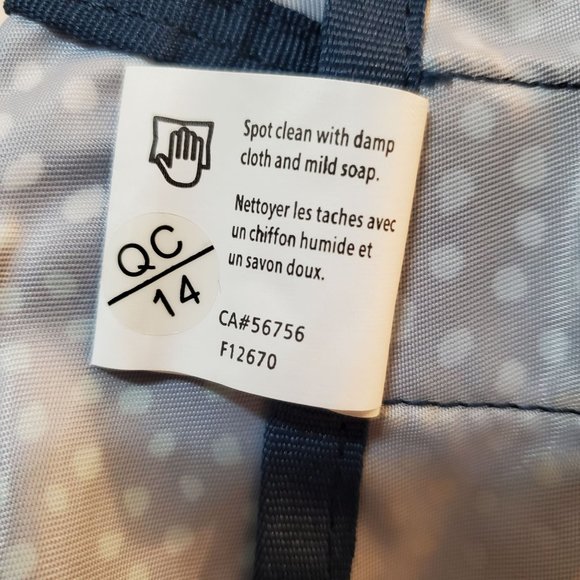 Spot clean with damp
cloth and mild soap.
Nettoyer les taches avec
un chiffon humide et
un savon doux.
QC
14
CA#56756
F12670